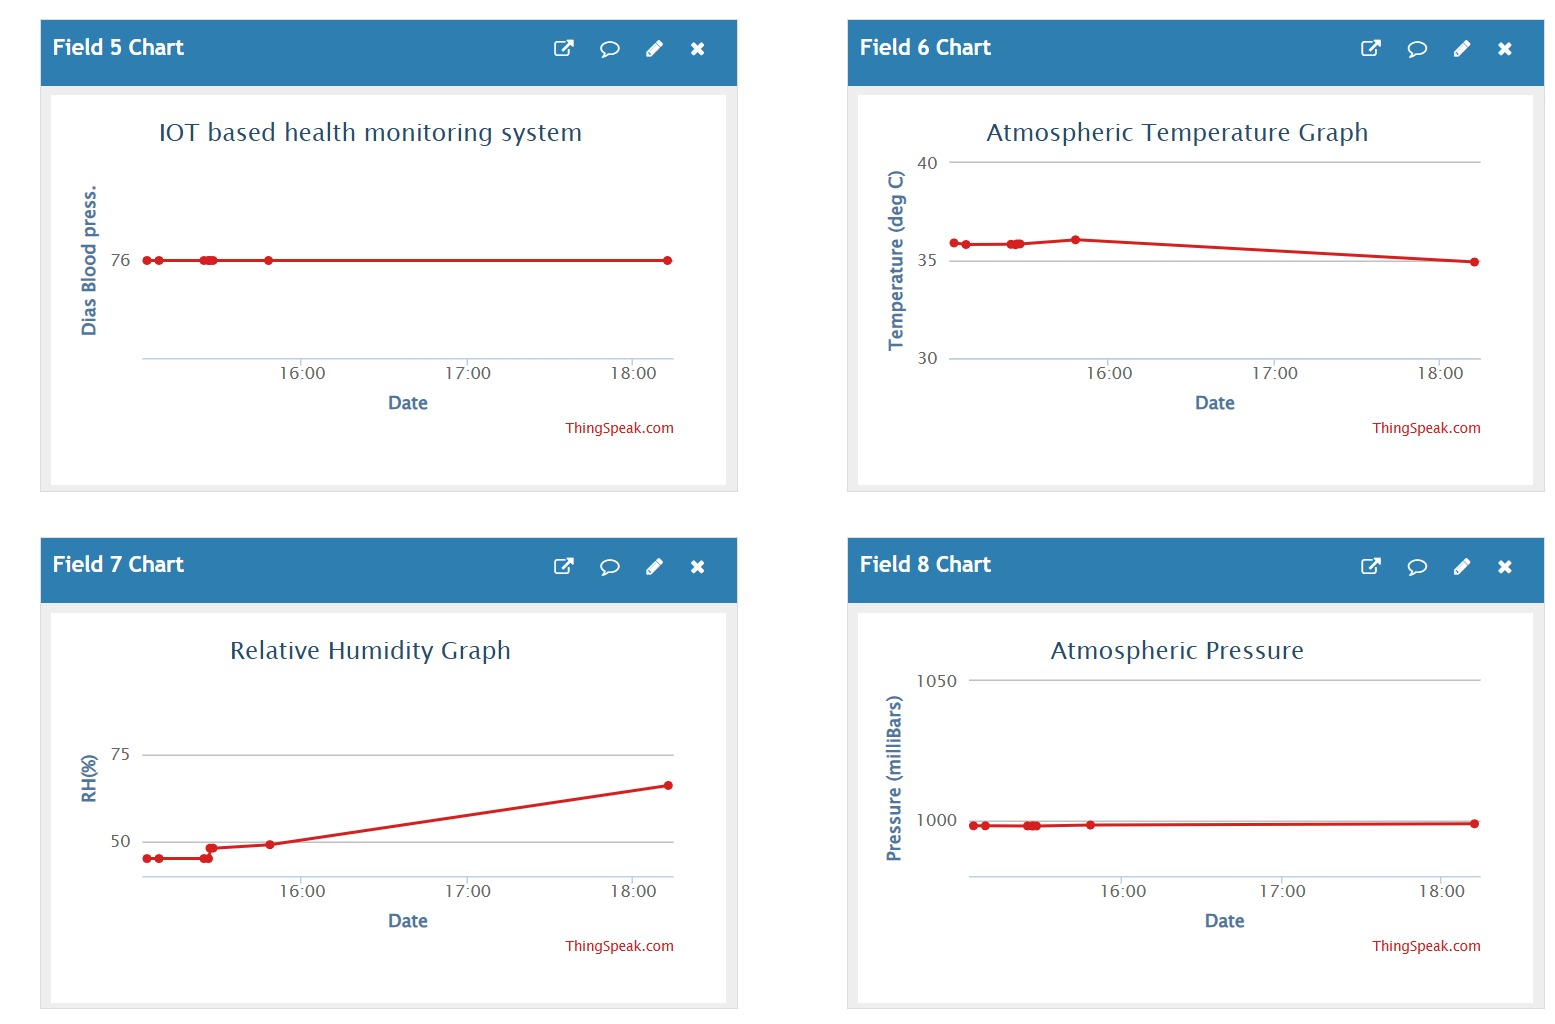 Field 5 Chart
IOT based health monitoring system
Dias Blood press.
76
16:00 17:00 18:00
Date
ThingSpeak.com
Field 6 Chart
Atmospheric Temperature Graph
Temperature (deg C)
40
35
30
16:00 17:00 18:00
Date
ThingSpeak.com
Field 7 Chart
Relative Humidity Graph
RH(%)
75
50
16:00 17:00 18:00
Date
ThingSpeak.com
Field 8 Chart
Atmospheric Pressure
Pressure (milliBars)
1050
1000
16:00 17:00 18:00
Date
ThingSpeak.com